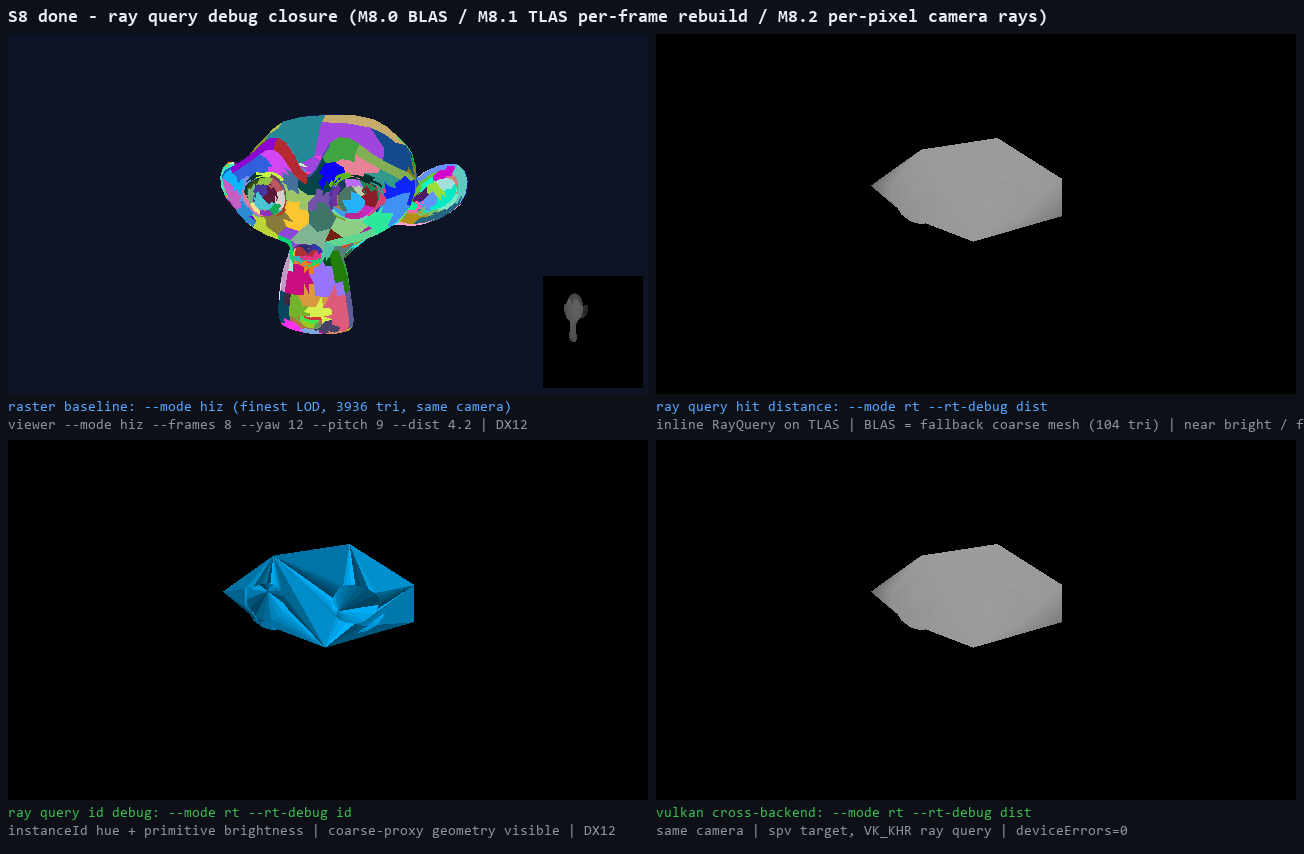 S8 done - ray query debug closure (M8.0 BLAS / M8.1 TLAS per-frame rebuild / M8.2 per-pixel camera rays)
raster baseline: --mode hiz (finest LOD, 3936 tri, same camera)
viewer --mode hiz --frames 8 --yaw 12 --pitch 9 --dist 4.2 | DX12
ray query hit distance: --mode rt --rt-debug dist
inline RayQuery on TLAS | BLAS = fallback coarse mesh (104 tri) | near bright / f
ray query id debug: --mode rt --rt-debug id
instanceId hue + primitive brightness | coarse-proxy geometry visible | DX12
vulkan cross-backend: --mode rt --rt-debug dist
same camera | spv target, VK_KHR ray query | deviceErrors=0